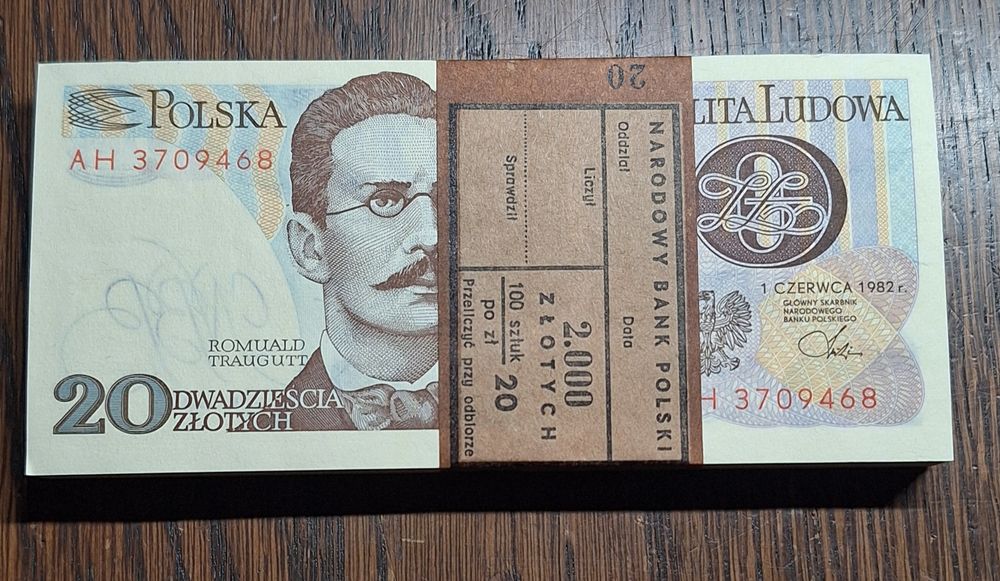 POLSKA
AH 3709468
ROMUALD
TRAUGUTT
20 DWADZIEŚCIA
ZŁOTYCH
20
NARODOWY BANK POLSKI
Oddział Data
Liczył
Sprawdził
2.000
ZŁOTYCH
100 sztuk
po zł 20
Przeliczyć przy odbiorze
LITA LUDOWA
1 CZERWCA 1982 r.
GŁÓWNY SKARBNIK
NARODOWEGO
BANKU POLSKIEGO
H 3709468